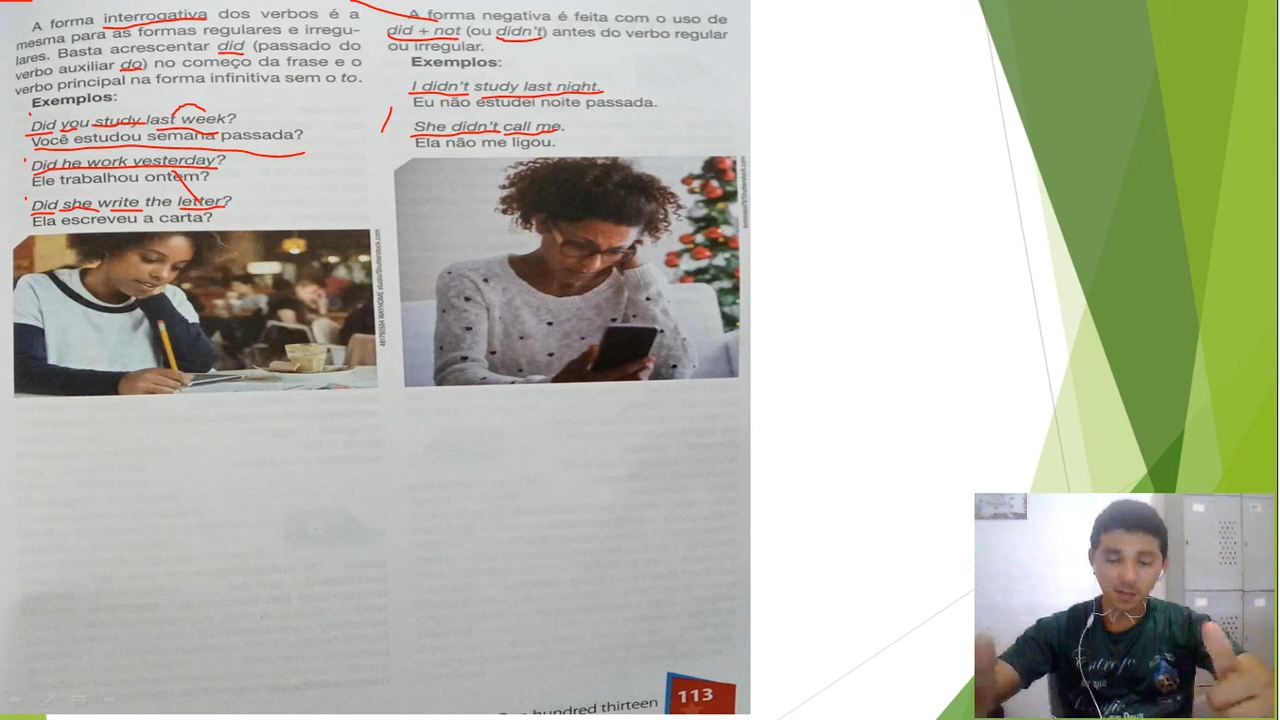 A forma interrogativa dos verbos é a
mesma para as formas regulares e irregu-
lares. Basta acrescentar did (passado do
verbo auxiliar do) no começo da frase e o
verbo principal na forma infinitiva sem o to.
Exemplos:
Did you study last week?
Você estudou semana passada?
Did he work yesterday?
Ele trabalhou ontem?
Did she write the letter?
Ela escreveu a carta?
A forma negativa é feita com o uso de
did + not (ou didn't) antes do verbo regular
ou irregular.
Exemplos:
I didn't study last night.
Eu não estudei noite passada.
She didn't call me.
Ela não me ligou.
hundred thirteen
113